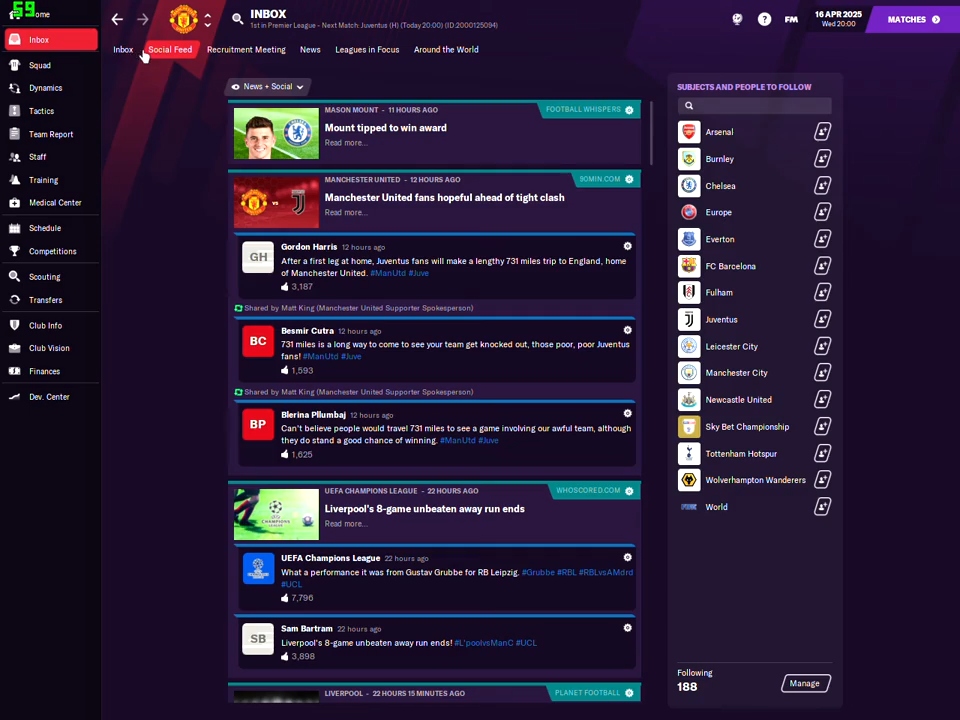 59
ome
INBOX
1st in Premier League - Next Match: Juventus (H) (Today 20:00) (ID:2000125094)
FM
16 APR 2025
Wed 20:00
MATCHES
Inbox
Social Feed
Recruitment Meeting
News
Leagues in Focus
Around the World
Inbox
Squad
Dynamics
Tactics
Team Report
Staff
Training
Medical Center
Schedule
Competitions
Scouting
Transfers
Club Info
Club Vision
Finances
Dev. Center
News + Social
MASON MOUNT - 11 HOURS AGO
FOOTBALL WHISPERS
Mount tipped to win award
Read more...
MANCHESTER UNITED - 12 HOURS AGO
90MIN.COM
Manchester United fans hopeful ahead of tight clash
Read more...
VS
GH
Gordon Harris 12 hours ago
After a first leg at home, Juventus fans will make a lengthy 731 miles trip to England, home
of Manchester United. #ManUtd #Juve
3,187
Shared by Matt King (Manchester United Supporter Spokesperson)
BC
Besmir Cutra 12 hours ago
731 miles is a long way to come to see your team get knocked out, those poor, poor Juventus
fans! #ManUtd #Juve
1,593
Shared by Matt King (Manchester United Supporter Spokesperson)
BP
Blerina Pllumbaj 12 hours ago
Can't believe people would travel 731 miles to see a game involving our awful team, although
they do stand a good chance of winning. #ManUtd #Juve
1,625
UEFA CHAMPIONS LEAGUE - 22 HOURS AGO
WHOSCORED.COM
Liverpool's 8-game unbeaten away run ends
Read more...
UEFA Champions League 22 hours ago
What a performance it was from Gustav Grubbe for RB Leipzig. #Grubbe #RBL #RBLvsAMdrd
#UCL
7,796
SB
Sam Bartram 22 hours ago
Liverpool's 8-game unbeaten away run ends! #L'poolvsManC #UCL
3,898
LIVERPOOL - 22 HOURS 15 MINUTES AGO
PLANET FOOTBALL
SUBJECTS AND PEOPLE TO FOLLOW
Arsenal
Burnley
Chelsea
Europe
Everton
FC Barcelona
Fulham
Juventus
Leicester City
Manchester City
Newcastle United
Sky Bet Championship
Tottenham Hotspur
Wolverhampton Wanderers
World
Following
188
Manage